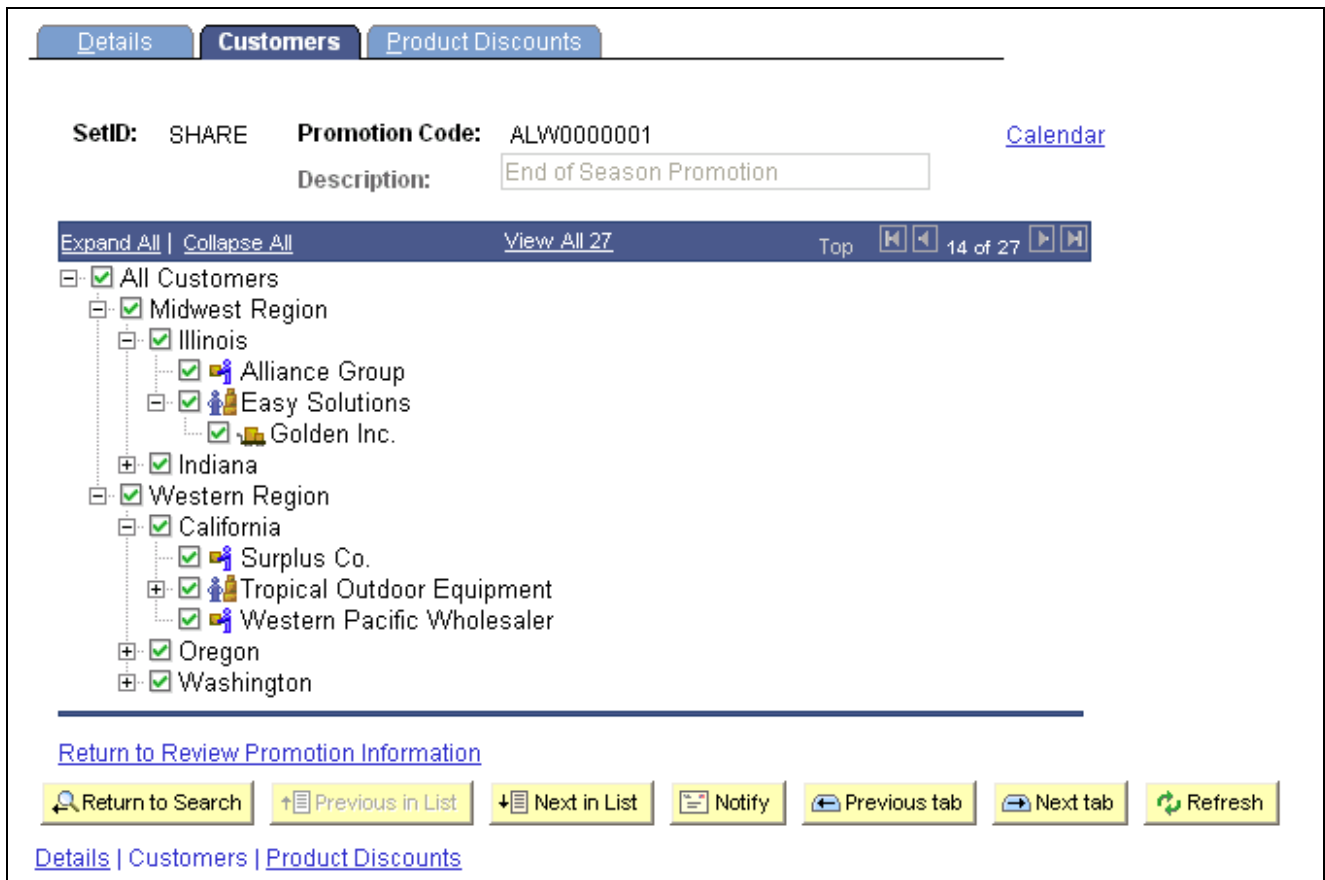 Details Customers Product Discounts
SetID: SHARE Promotion Code: ALW0000001 Calendar
Description: End of Season Promotion
Expand All | Collapse All View All 27 Top 14 of 27
All Customers
Midwest Region
Illinois
Alliance Group
Easy Solutions
Golden Inc.
Indiana
Western Region
California
Surplus Co.
Tropical Outdoor Equipment
Western Pacific Wholesaler
Oregon
Washington
Return to Review Promotion Information
Return to Search Previous in List Next in List Notify Previous tab Next tab Refresh
Details | Customers | Product Discounts